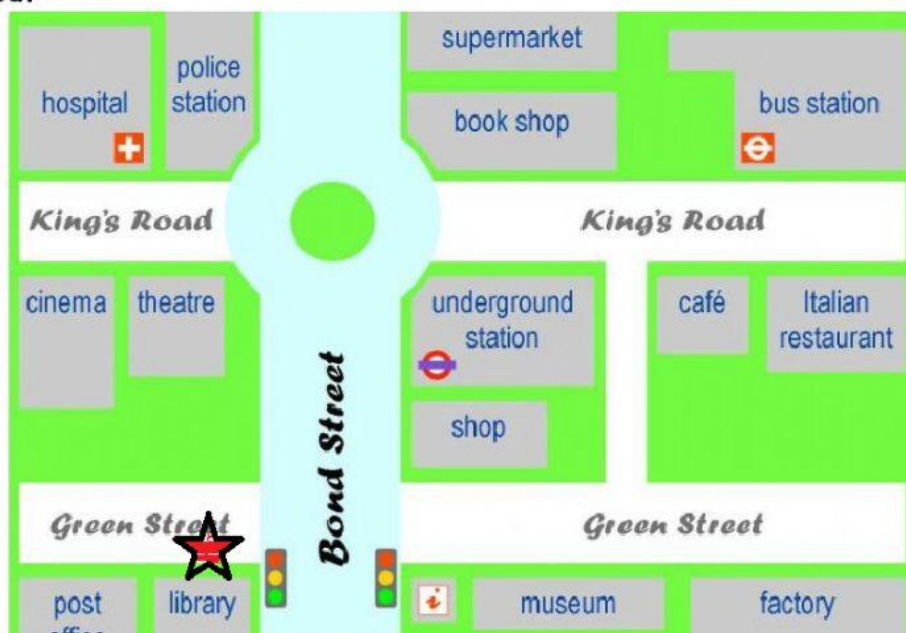 supermarket
police
station
hospital
book shop
bus station
King's Road
King's Road
cinema
theatre
underground
station
café
Italian
restaurant
Bond Street
shop
Green Street
Green Street
post
office
library
i
museum
factory